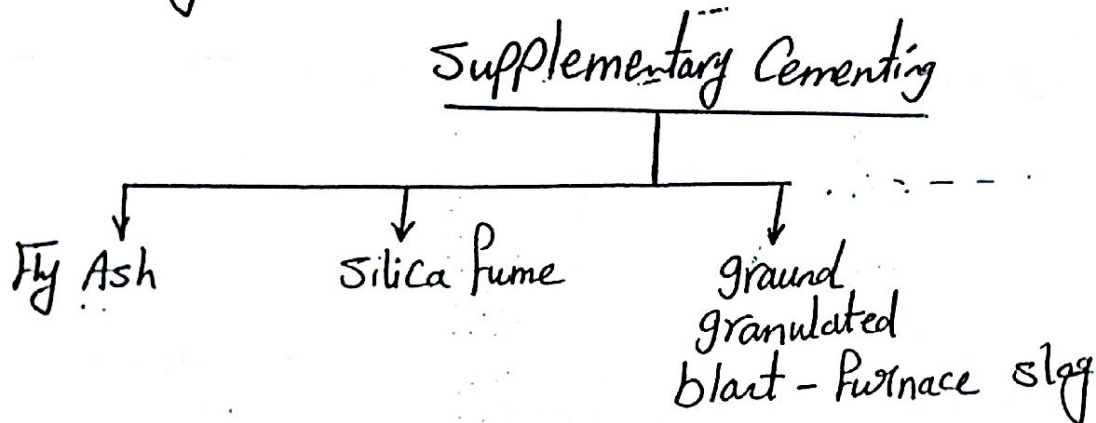 Supplementary Cementing
Fly Ash
Silica fume
graund
granulated
blast - furnace slag